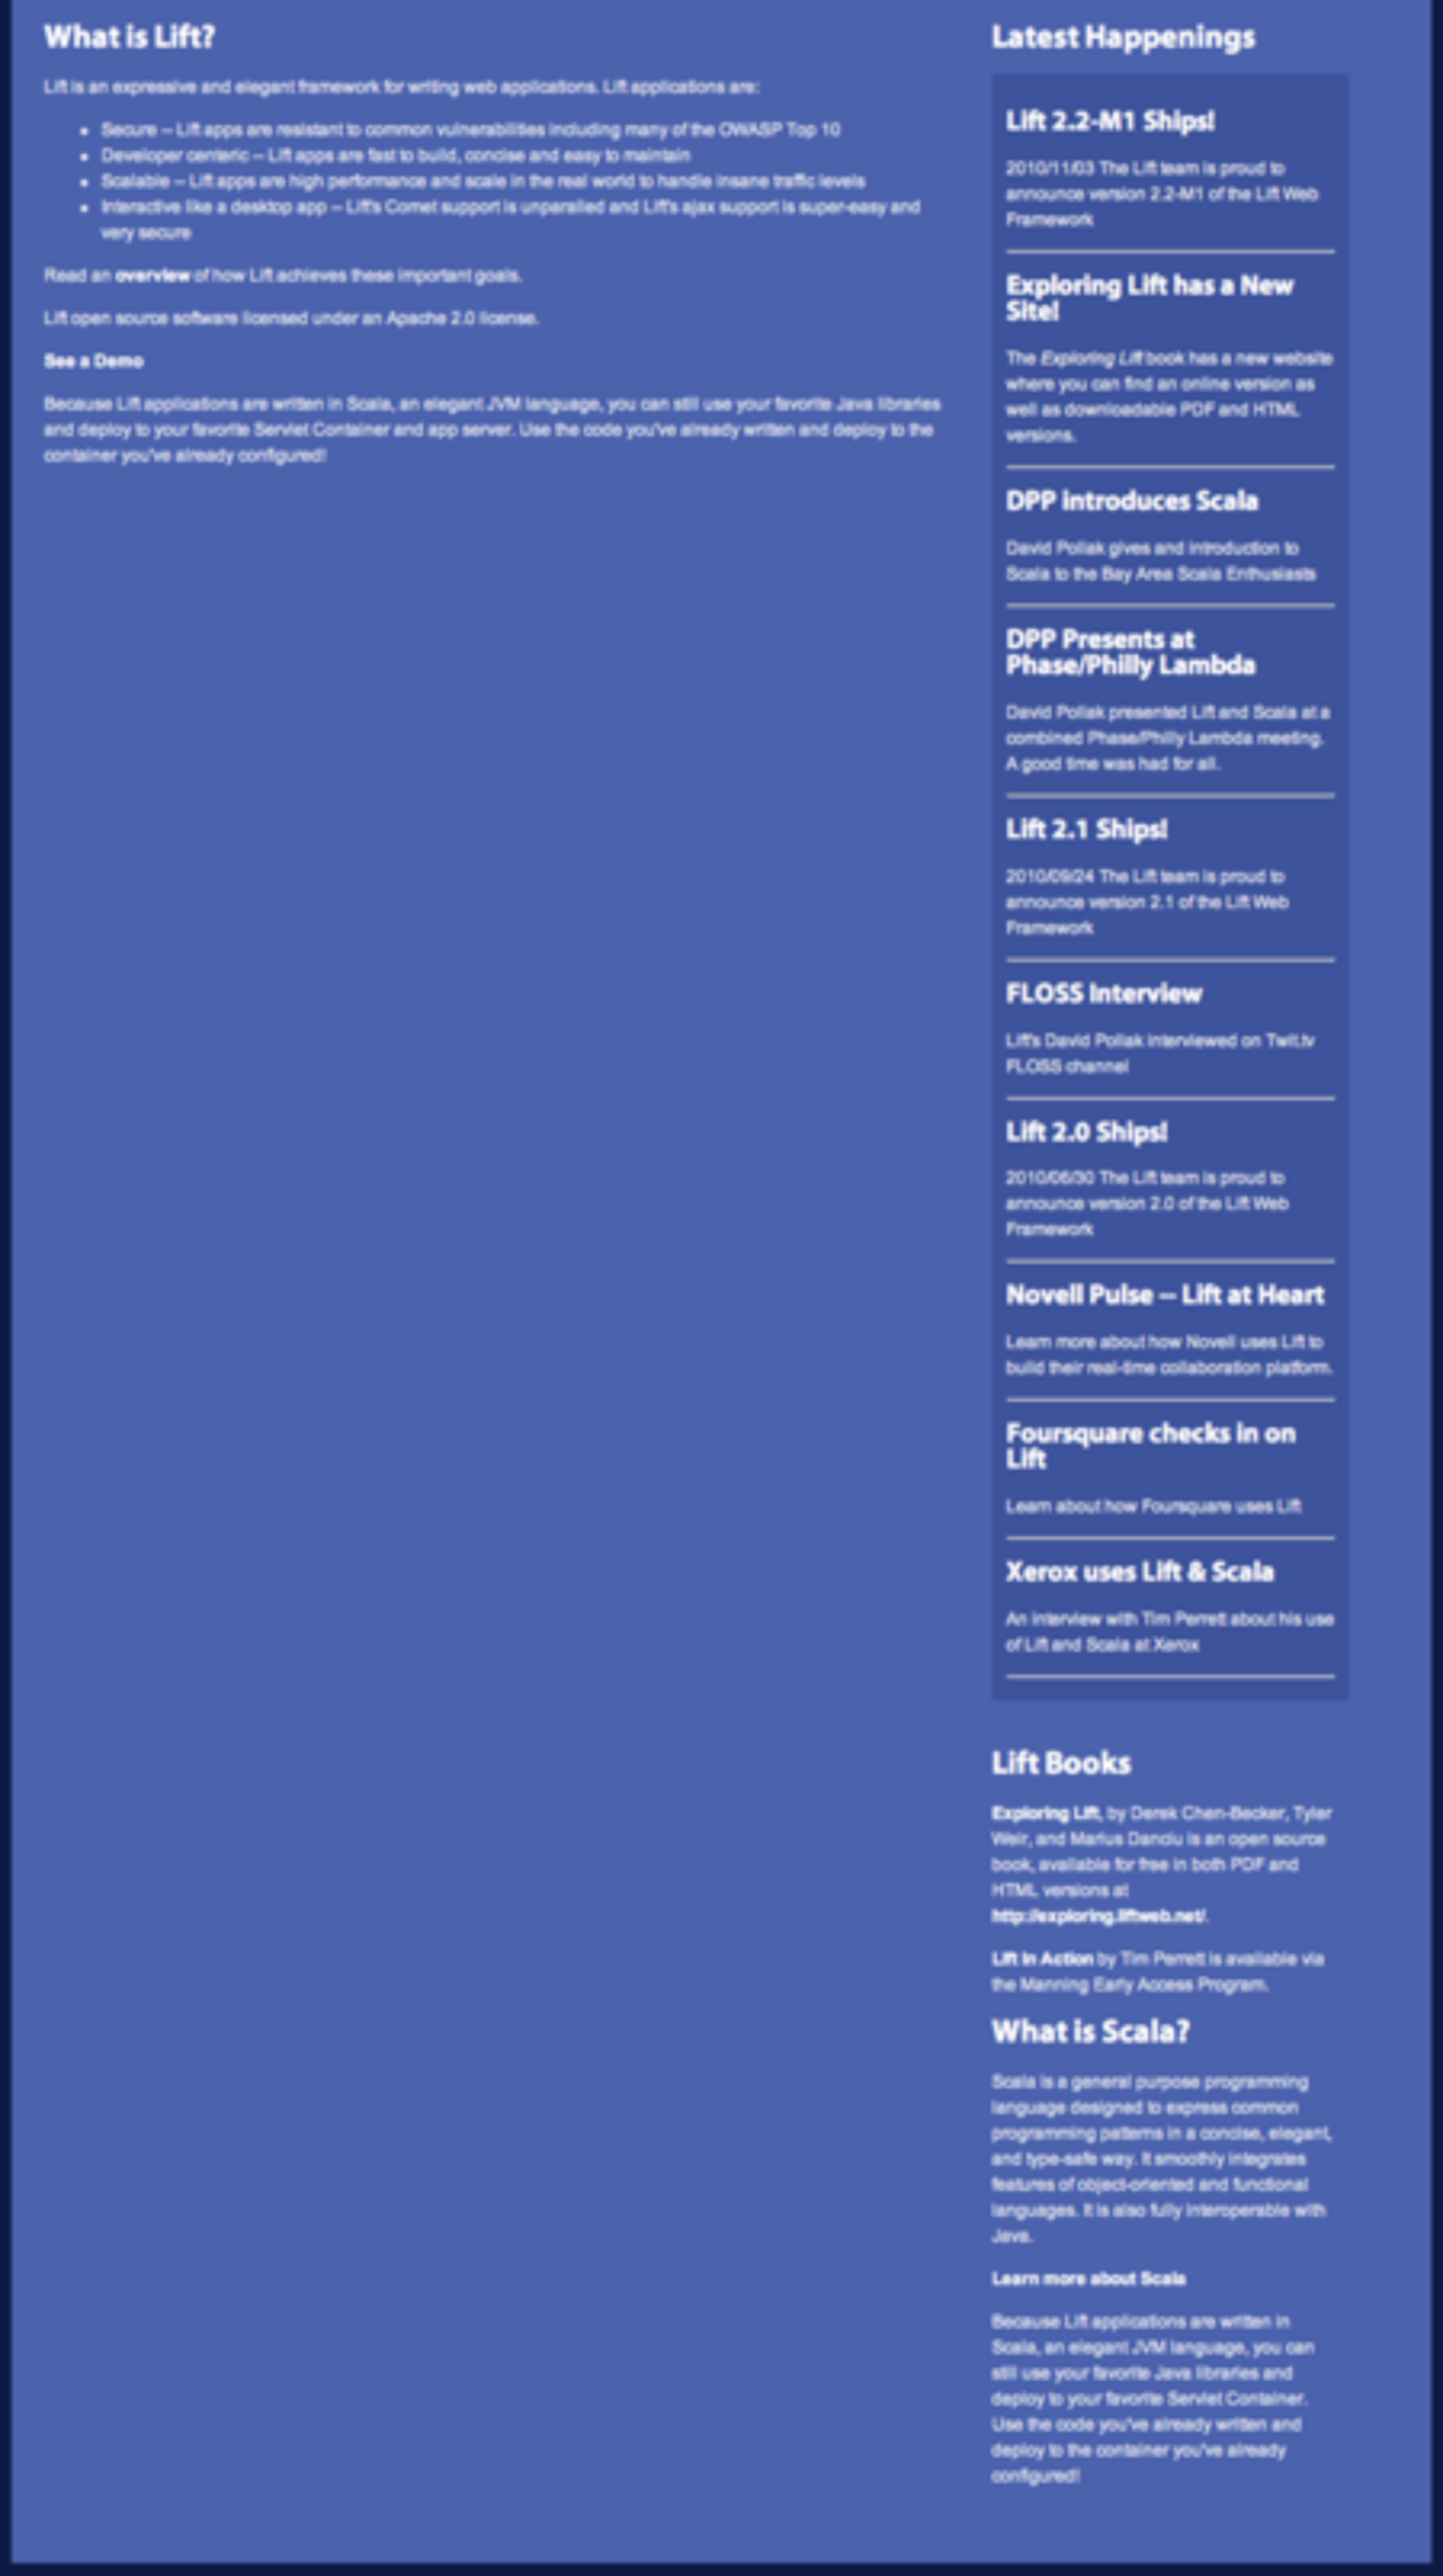 What is Lift?
Lift is an expressive and elegant framework for writing web applications. Lift applications are:
Secure – Lift apps are resistant to common vulnerabilities including many of the OWASP Top 10
Developer centeric – Lift apps are fast to build, concise and easy to maintain
Scalable – Lift apps are high performance and scale in the real world to handle insane traffic levels
Interactive like a desktop app – Lift's Comet support is unparalled and Lift's ajax support is super-easy and
very secure
Read an overview of how Lift achieves these important goals.
Lift open source software licensed under an Apache 2.0 license.
See a Demo
Because Lift applications are written in Scala, an elegant JVM language, you can still use your favorite Java libraries
and deploy to your favorite Servlet Container and app server. Use the code you've already written and deploy to the
container you've already configured!
Latest Happenings
Lift 2.2-M1 Ships!
2010/11/03 The Lift team is proud to
announce version 2.2-M1 of the Lift Web
Framework
Exploring Lift has a New
Site!
The Exploring Lift book has a new website
where you can find an online version as
well as downloadable PDF and HTML
versions.
DPP introduces Scala
David Pollak gives and introduction to
Scala to the Bay Area Scala Enthusiasts
DPP Presents at
Phase/Philly Lambda
David Pollak presented Lift and Scala at a
combined Phase/Philly Lambda meeting.
A good time was had for all.
Lift 2.1 Ships!
2010/09/24 The Lift team is proud to
announce version 2.1 of the Lift Web
Framework
FLOSS Interview
Lift's David Pollak interviewed on Twit.tv
FLOSS channel
Lift 2.0 Ships!
2010/06/30 The Lift team is proud to
announce version 2.0 of the Lift Web
Framework
Novell Pulse – Lift at Heart
Learn more about how Novell uses Lift to
build their real-time collaboration platform.
Foursquare checks in on
Lift
Learn about how Foursquare uses Lift
Xerox uses Lift & Scala
An interview with Tim Perrett about his use
of Lift and Scala at Xerox
Lift Books
Exploring Lift, by Derek Chen-Becker, Tyler
Weir, and Marius Danciu is an open source
book, available for free in both PDF and
HTML versions at
http://exploring.liftweb.net/.
Lift in Action by Tim Perrett is available via
the Manning Early Access Program.
What is Scala?
Scala is a general purpose programming
language designed to express common
programming patterns in a concise, elegant,
and type-safe way. It smoothly integrates
features of object-oriented and functional
languages. It is also fully interoperable with
Java.
Learn more about Scala
Because Lift applications are written in
Scala, an elegant JVM language, you can
still use your favorite Java libraries and
deploy to your favorite Servlet Container.
Use the code you've already written and
deploy to the container you've already
configured!